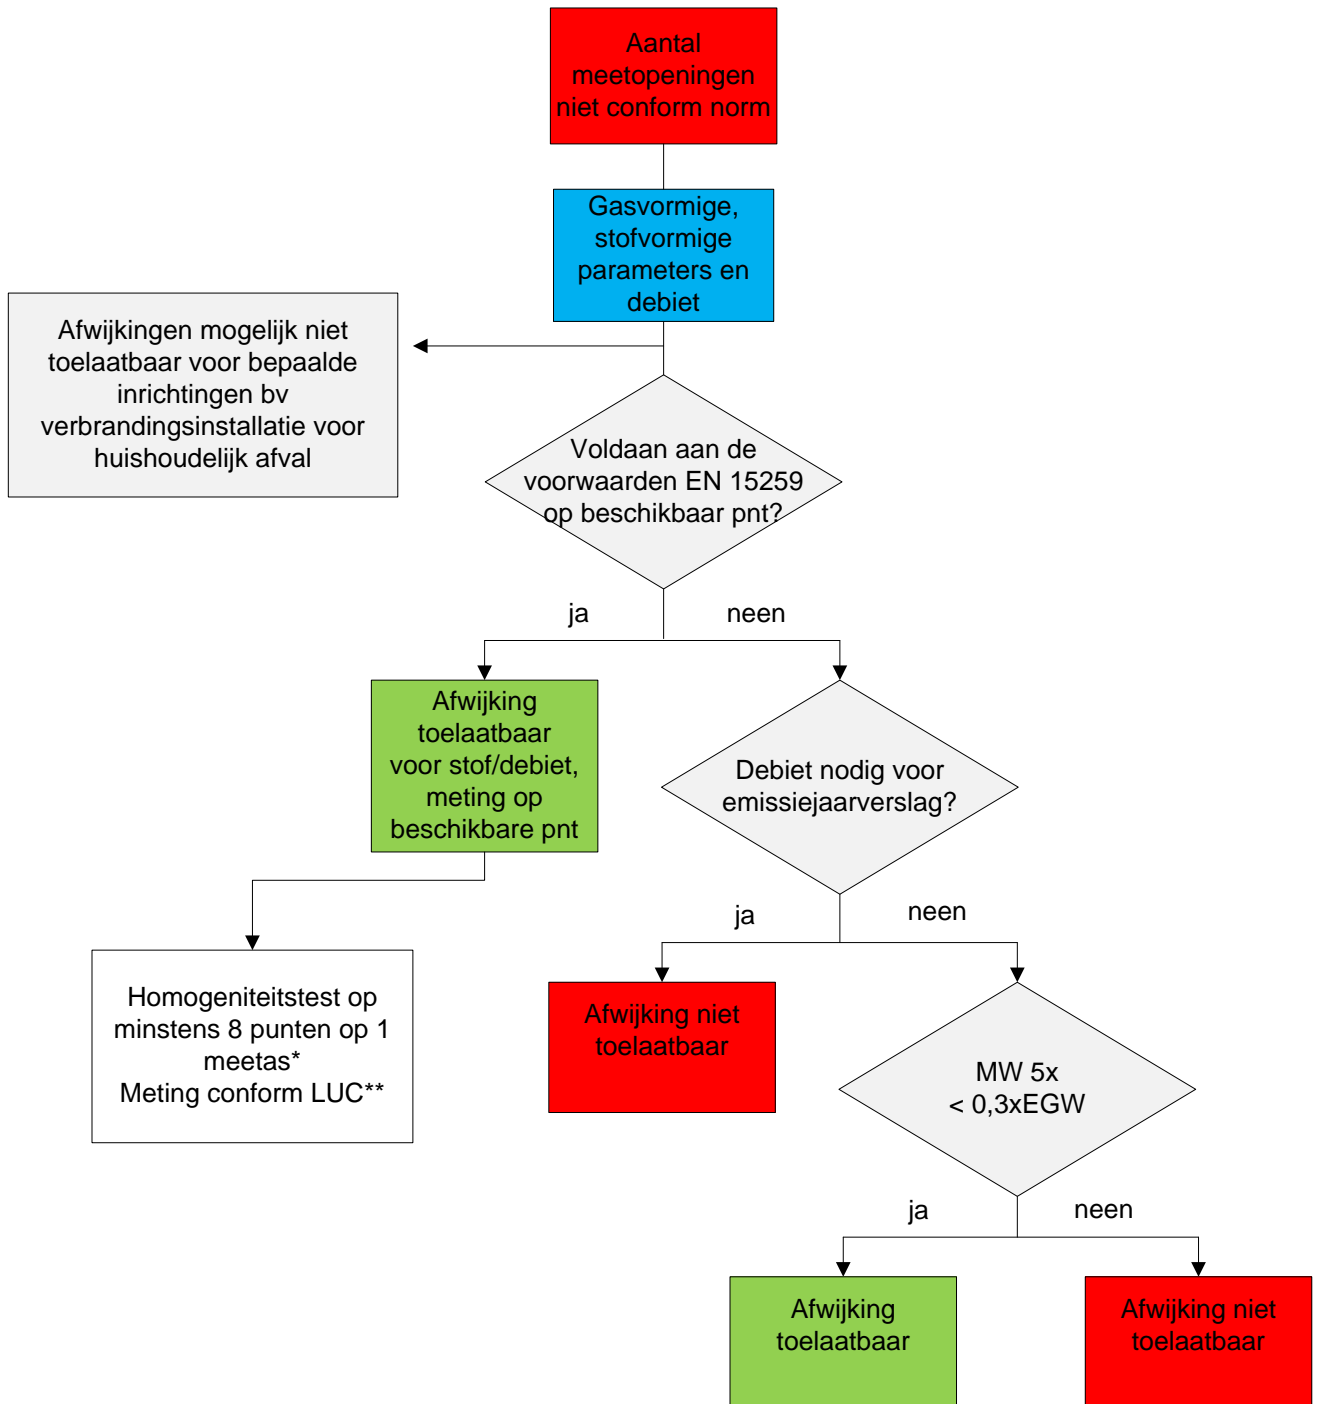 Aantal
meetopeningen
niet conform norm
Gasvormige,
stofvormige
parameters en
debiet
Afwijkingen mogelijk niet
toelaatbaar voor bepaalde
inrichtingen bv
verbrandingsinstallatie voor
huishoudelijk afval
Voldaan aan de
voorwaarden EN 15259
op beschikbaar pnt?
ja
neen
Afwijking
toelaatbaar
voor stof/debiet,
meting op
beschikbare pnt
Debiet nodig voor
emissiejaarverslag?
ja
neen
Homogeniteitstest op
minstens 8 punten op 1
meetas*
Meting conform LUC**
Afwijking niet
toelaatbaar
MW 5x
< 0,3xEGW
ja
neen
Afwijking
toelaatbaar
Afwijking niet
toelaatbaar